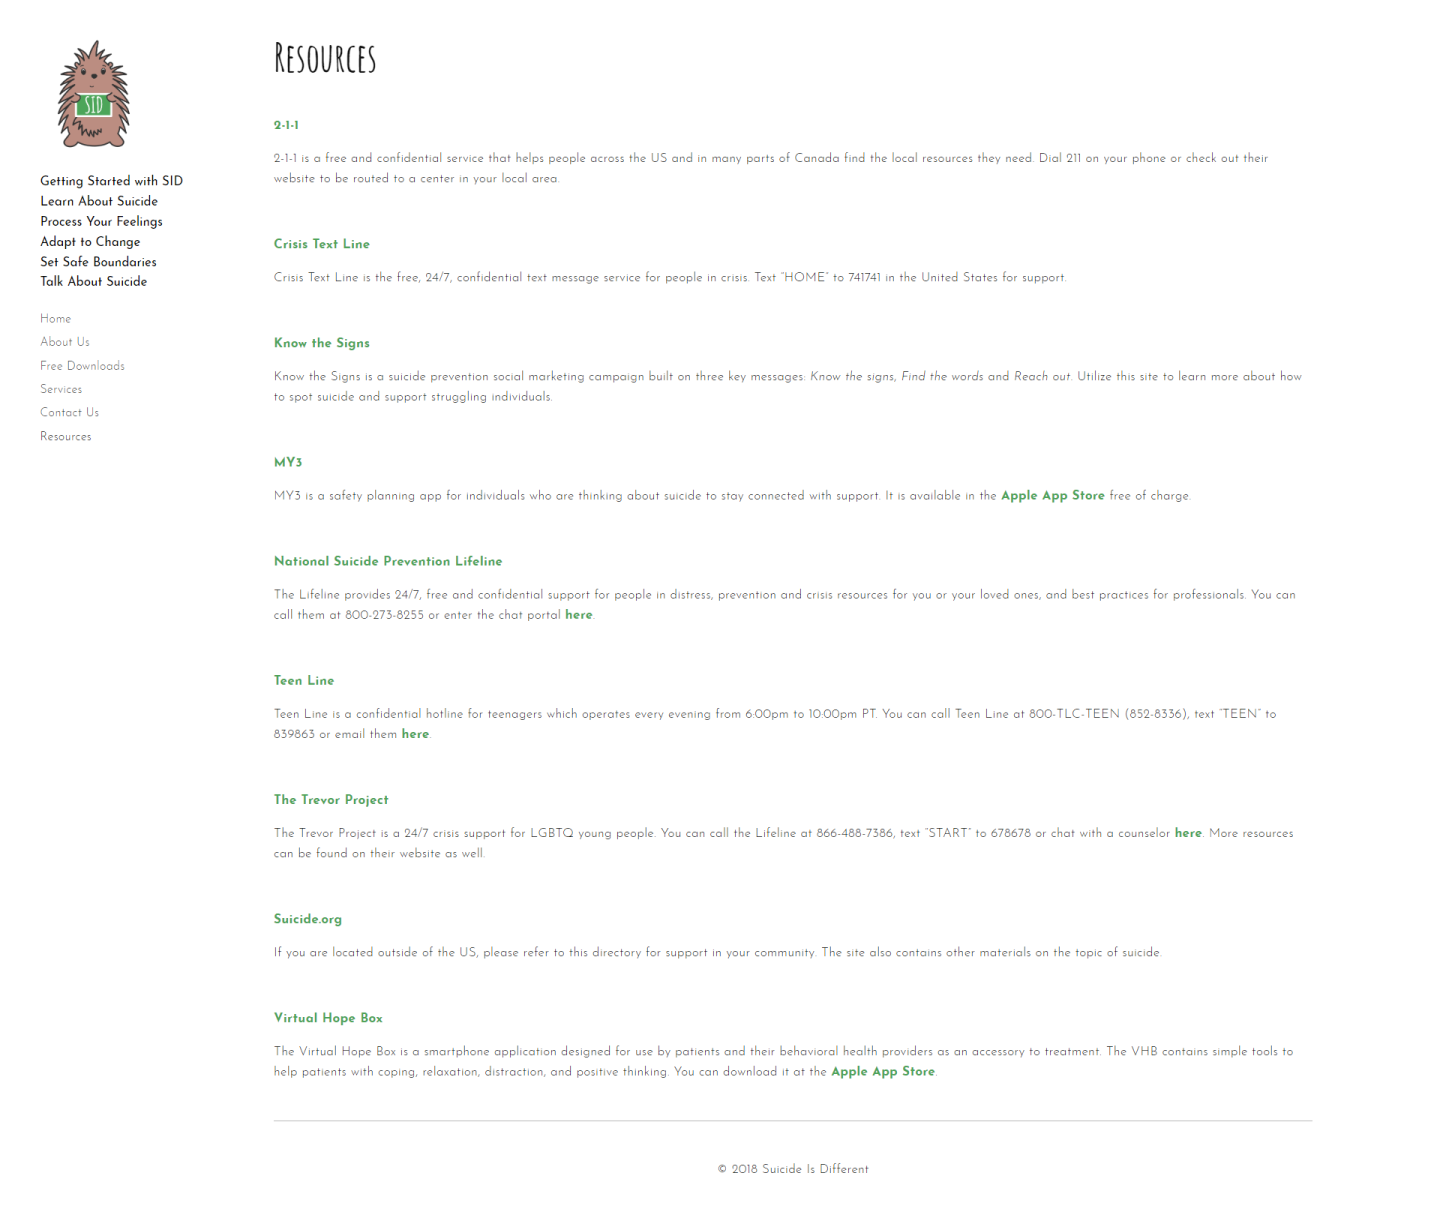 SID
Getting Started with SID
Learn About Suicide
Process Your Feelings
Adapt to Change
Set Safe Boundaries
Talk About Suicide
Home
About Us
Free Downloads
Services
Contact Us
Resources
Resources
2-1-1
2-1-1 is a free and confidential service that helps people across the US and in many parts of Canada find the local resources they need. Dial 211 on your phone or check out their
website to be routed to a center in your local area.
Crisis Text Line
Crisis Text Line is the free, 24/7, confidential text message service for people in crisis. Text “HOME” to 741741 in the United States for support.
Know the Signs
Know the Signs is a suicide prevention social marketing campaign built on three key messages: Know the signs, Find the words and Reach out. Utilize this site to learn more about how
to spot suicide and support struggling individuals.
MY3
MY3 is a safety planning app for individuals who are thinking about suicide to stay connected with support. It is available in the Apple App Store free of charge.
National Suicide Prevention Lifeline
The Lifeline provides 24/7, free and confidential support for people in distress, prevention and crisis resources for you or your loved ones, and best practices for professionals. You can
call them at 800-273-8255 or enter the chat portal here.
Teen Line
Teen Line is a confidential hotline for teenagers which operates every evening from 6:00pm to 10:00pm PT. You can call Teen Line at 800-TLC-TEEN (852-8336), text “TEEN” to
839863 or email them here.
The Trevor Project
The Trevor Project is a 24/7 crisis support for LGBTQ young people. You can call the Lifeline at 866-488-7386, text “START” to 678678 or chat with a counselor here. More resources
can be found on their website as well.
Suicide.org
If you are located outside of the US, please refer to this directory for support in your community. The site also contains other materials on the topic of suicide.
Virtual Hope Box
The Virtual Hope Box is a smartphone application designed for use by patients and their behavioral health providers as an accessory to treatment. The VHB contains simple tools to
help patients with coping, relaxation, distraction, and positive thinking. You can download it at the Apple App Store.
© 2018 Suicide Is Different